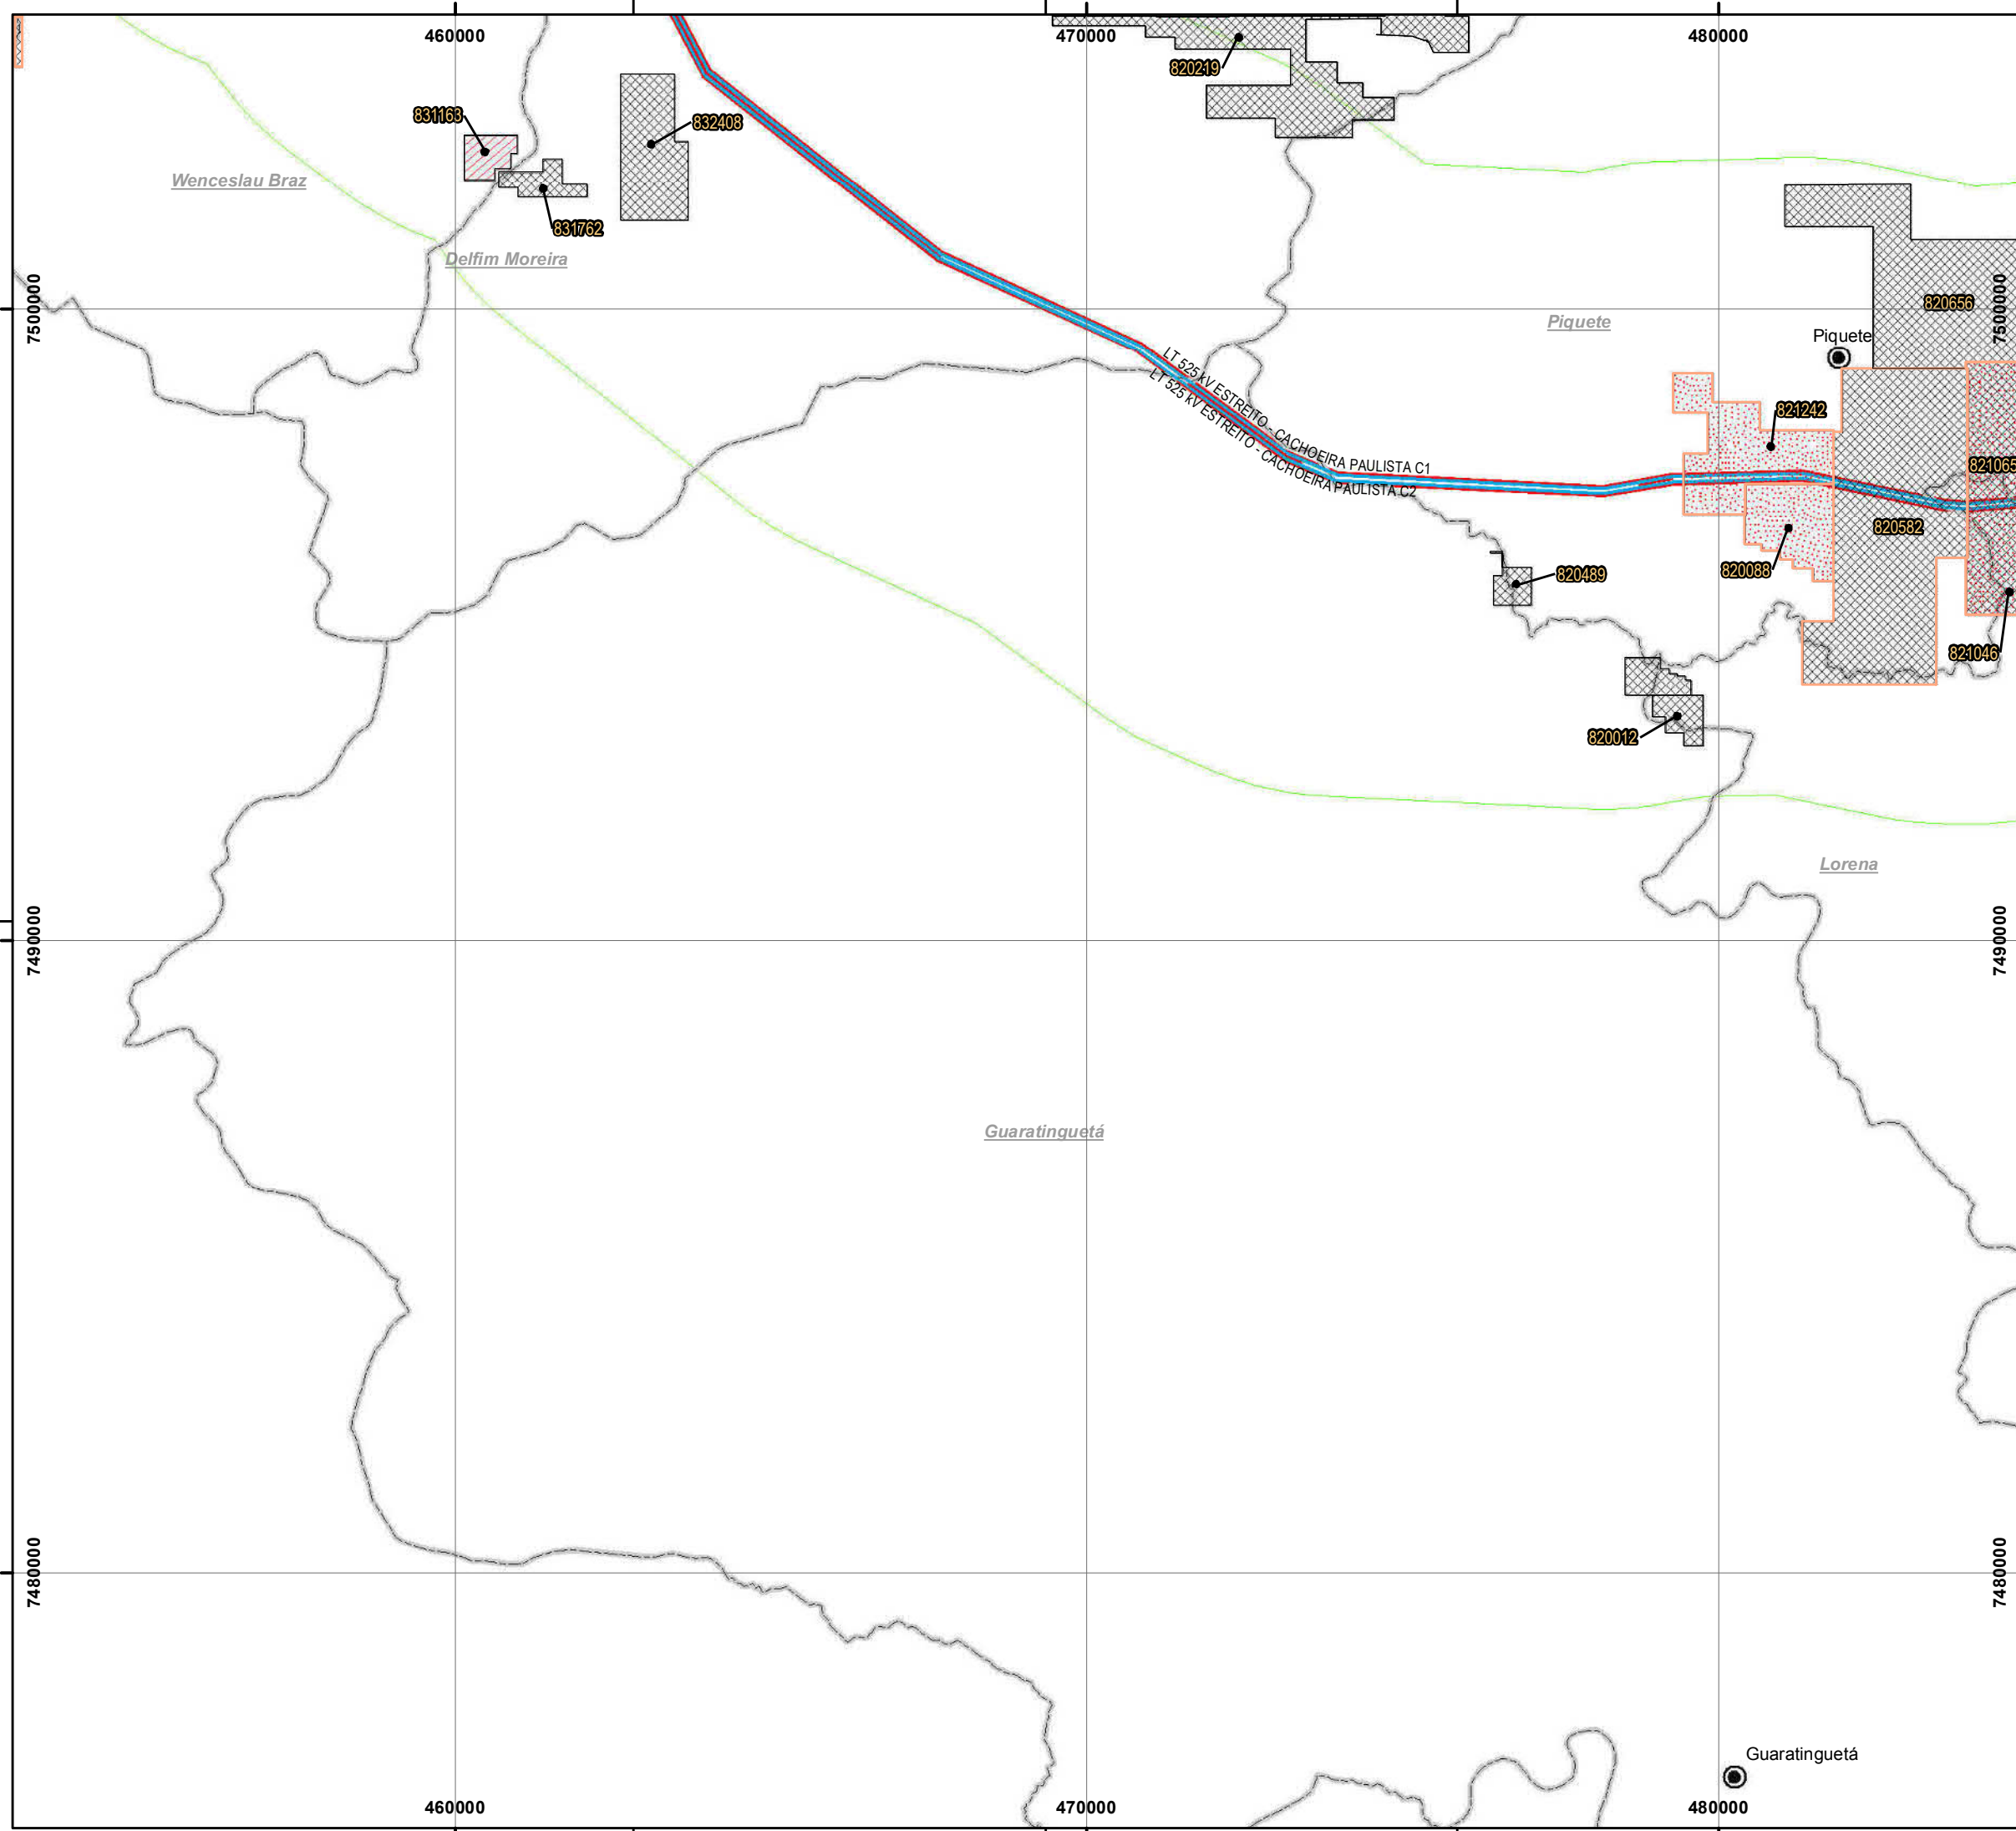 460000
470000
480000
820219
831163
832408
Wenceslau Braz
831762
Delfim Moreira
7500000
7500000
820656
Piquete
Piquete
LT 525 kV ESTREITO - CACHOEIRA PAULISTA C1
LT 525 kV ESTREITO - CACHOEIRA PAULISTA C2
821242
821065
820582
820088
820489
821046
820012
Lorena
7490000
7490000
Guaratinguetá
7480000
7480000
Guaratinguetá
460000
470000
480000